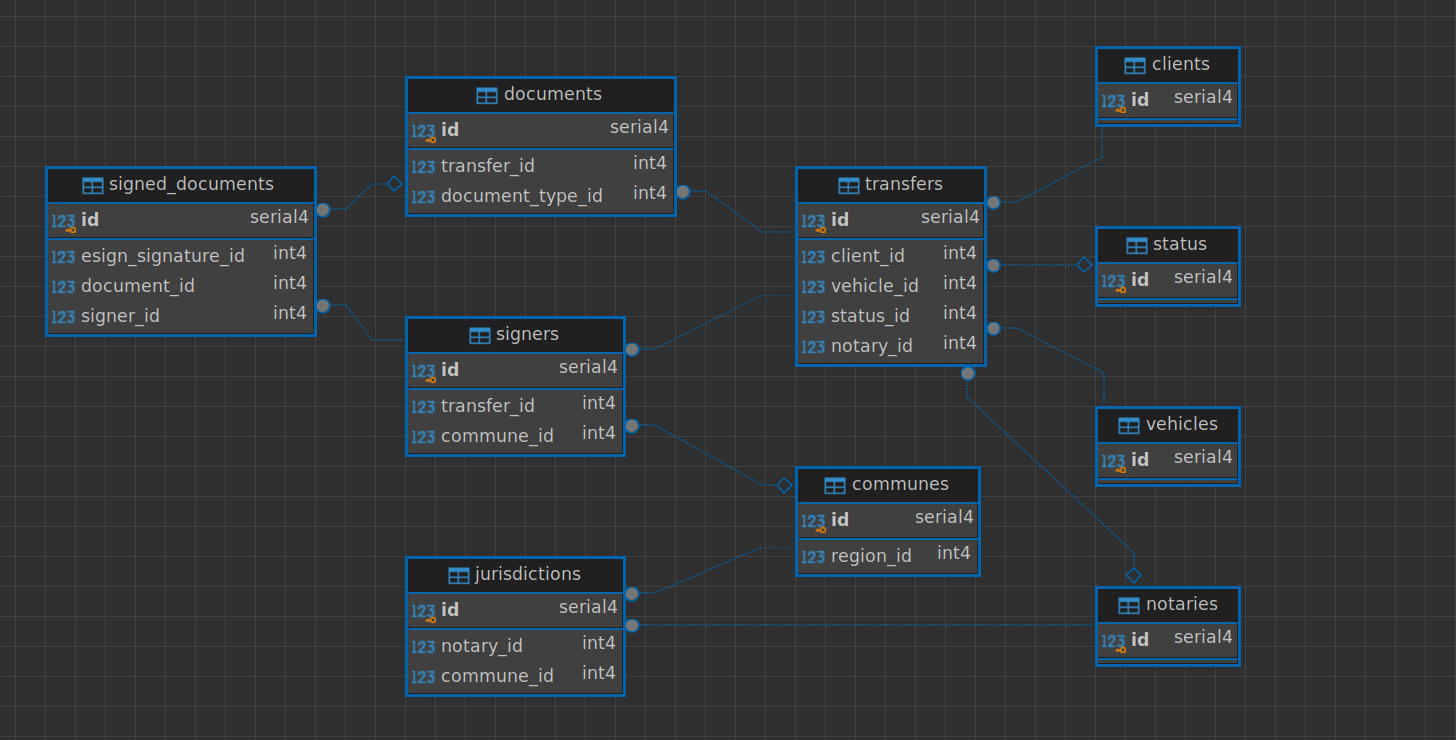 clients
123 id serial4
documents
123 id serial4
123 transfer_id int4
123 document_type_id int4
signed_documents
123 id serial4
123 esign_signature_id int4
123 document_id int4
123 signer_id int4
transfers
123 id serial4
123 client_id int4
123 vehicle_id int4
123 status_id int4
123 notary_id int4
status
123 id serial4
signers
123 id serial4
123 transfer_id int4
123 commune_id int4
vehicles
123 id serial4
communes
123 id serial4
123 region_id int4
jurisdictions
123 id serial4
123 notary_id int4
123 commune_id int4
notaries
123 id serial4